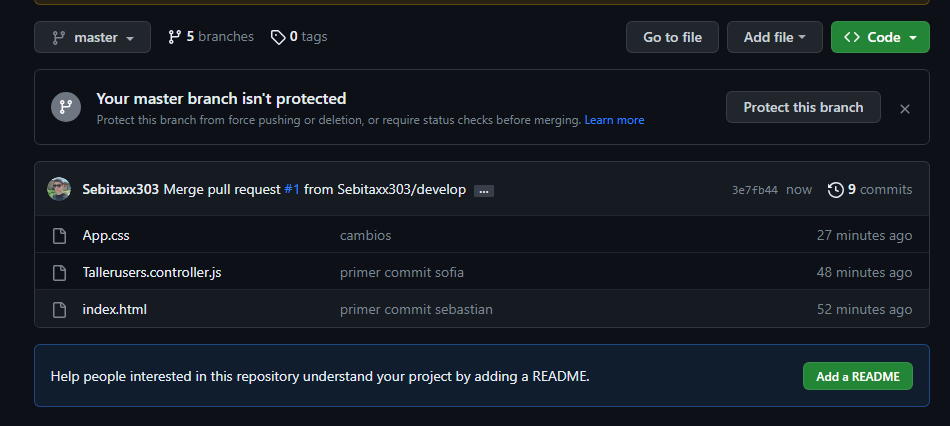 master 5 branches 0 tags Go to file Add file Code
Your master branch isn't protected
Protect this branch
Protect this branch from force pushing or deletion, or require status checks before merging. Learn more
Sebitaxx303 Merge pull request #1 from Sebitaxx303/develop ... 3e7fb44 now 9 commits
App.css cambios 27 minutes ago
Tallerusers.controller.js primer commit sofia 48 minutes ago
index.html primer commit sebastian 52 minutes ago
Help people interested in this repository understand your project by adding a README. Add a README